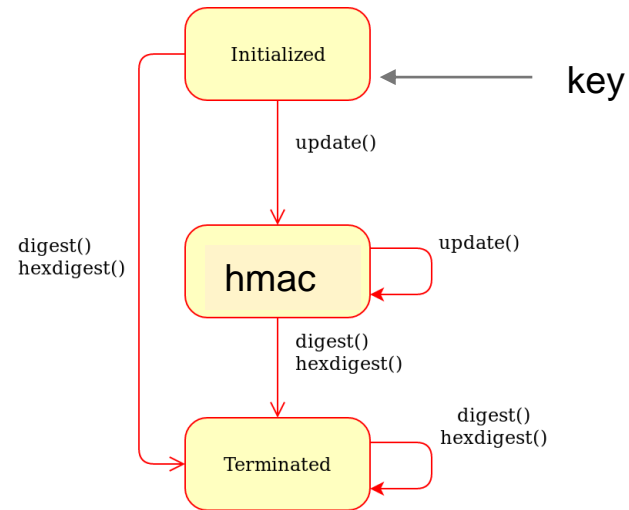 Initialized
key
update()
digest()
hexdigest()
hmac
update()
digest()
hexdigest()
digest()
hexdigest()
Terminated